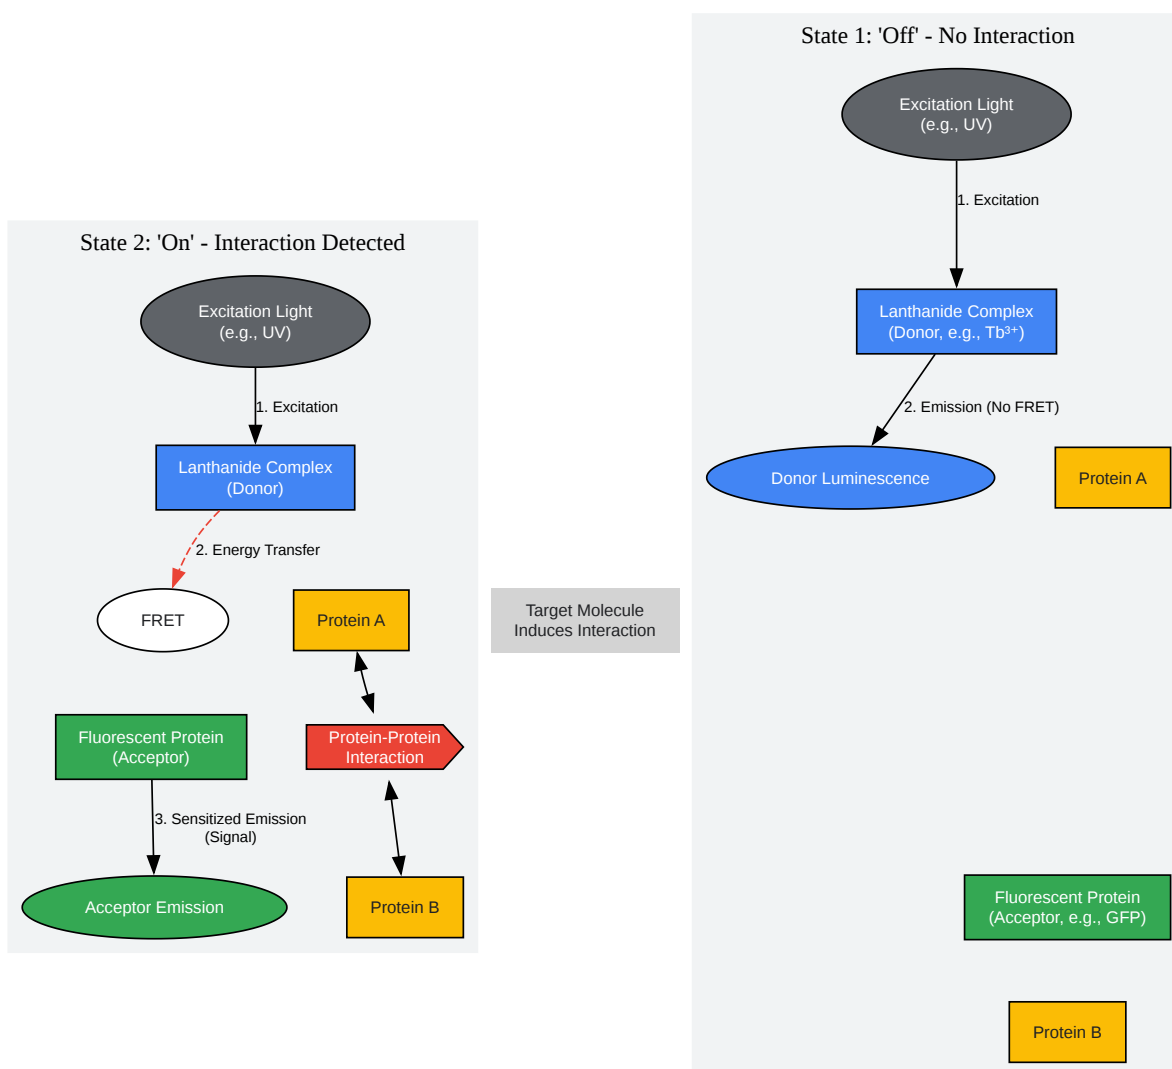 State 2: 'On' - Interaction Detected
Excitation Light
(e.g., UV)
1. Excitation
Lanthanide Complex
(Donor)
2. Energy Transfer
FRET
Protein A
Fluorescent Protein
(Acceptor)
Protein-Protein
Interaction
3. Sensitized Emission
(Signal)
Acceptor Emission
Protein B
Target Molecule
Induces Interaction
State 1: 'Off' - No Interaction
Excitation Light
(e.g., UV)
1. Excitation
Lanthanide Complex
(Donor, e.g., Tb³⁺)
2. Emission (No FRET)
Donor Luminescence
Protein A
Fluorescent Protein
(Acceptor, e.g., GFP)
Protein B